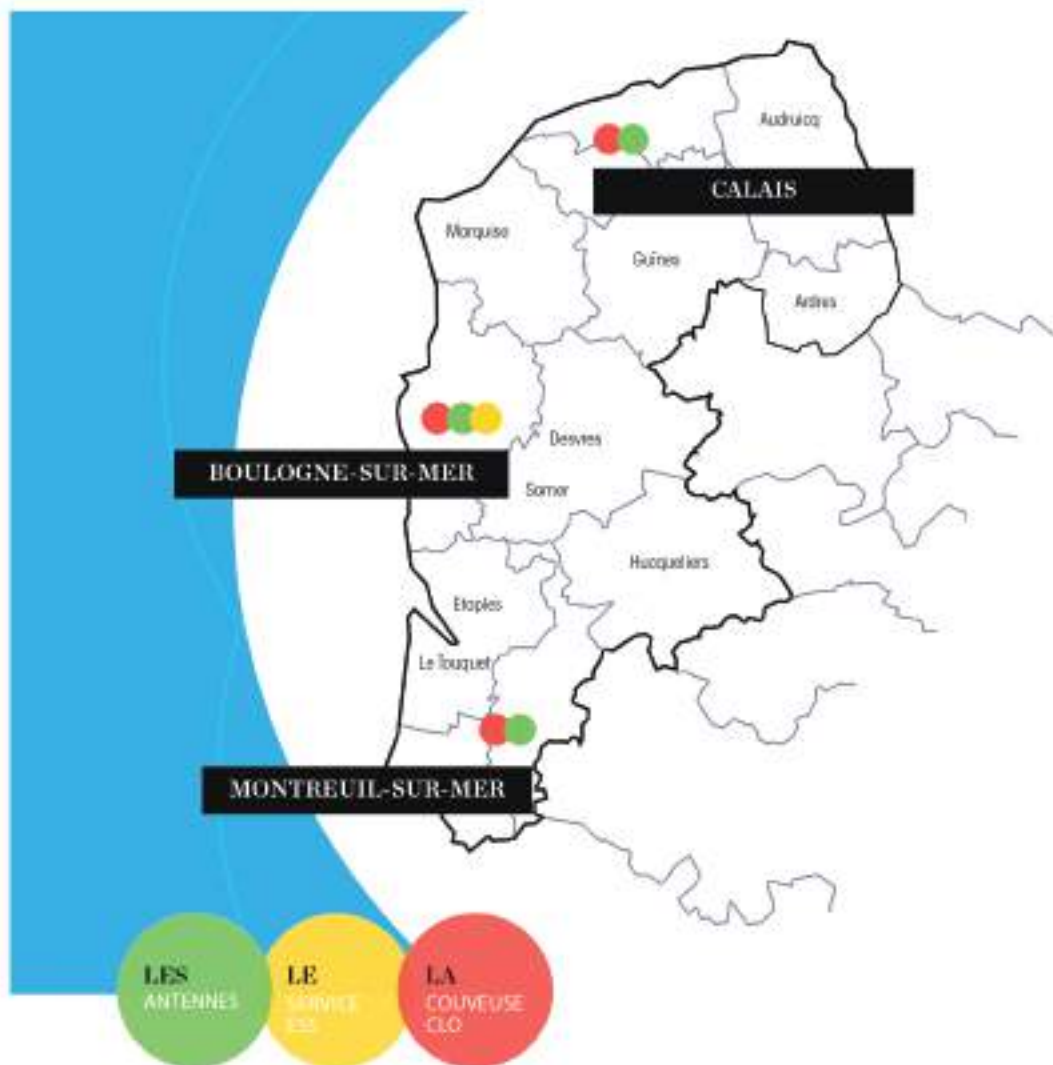 Audruicq
CALAIS
Marquise
Guînes
Ardres
Desvres
BOULOGNE-SUR-MER
Samer
Hucqueliers
Etaples
Le Touquet
MONTREUIL-SUR-MER
LES
ANTENNES
LE
SERVICE
ESS
LA
COUVEUSE
CLO